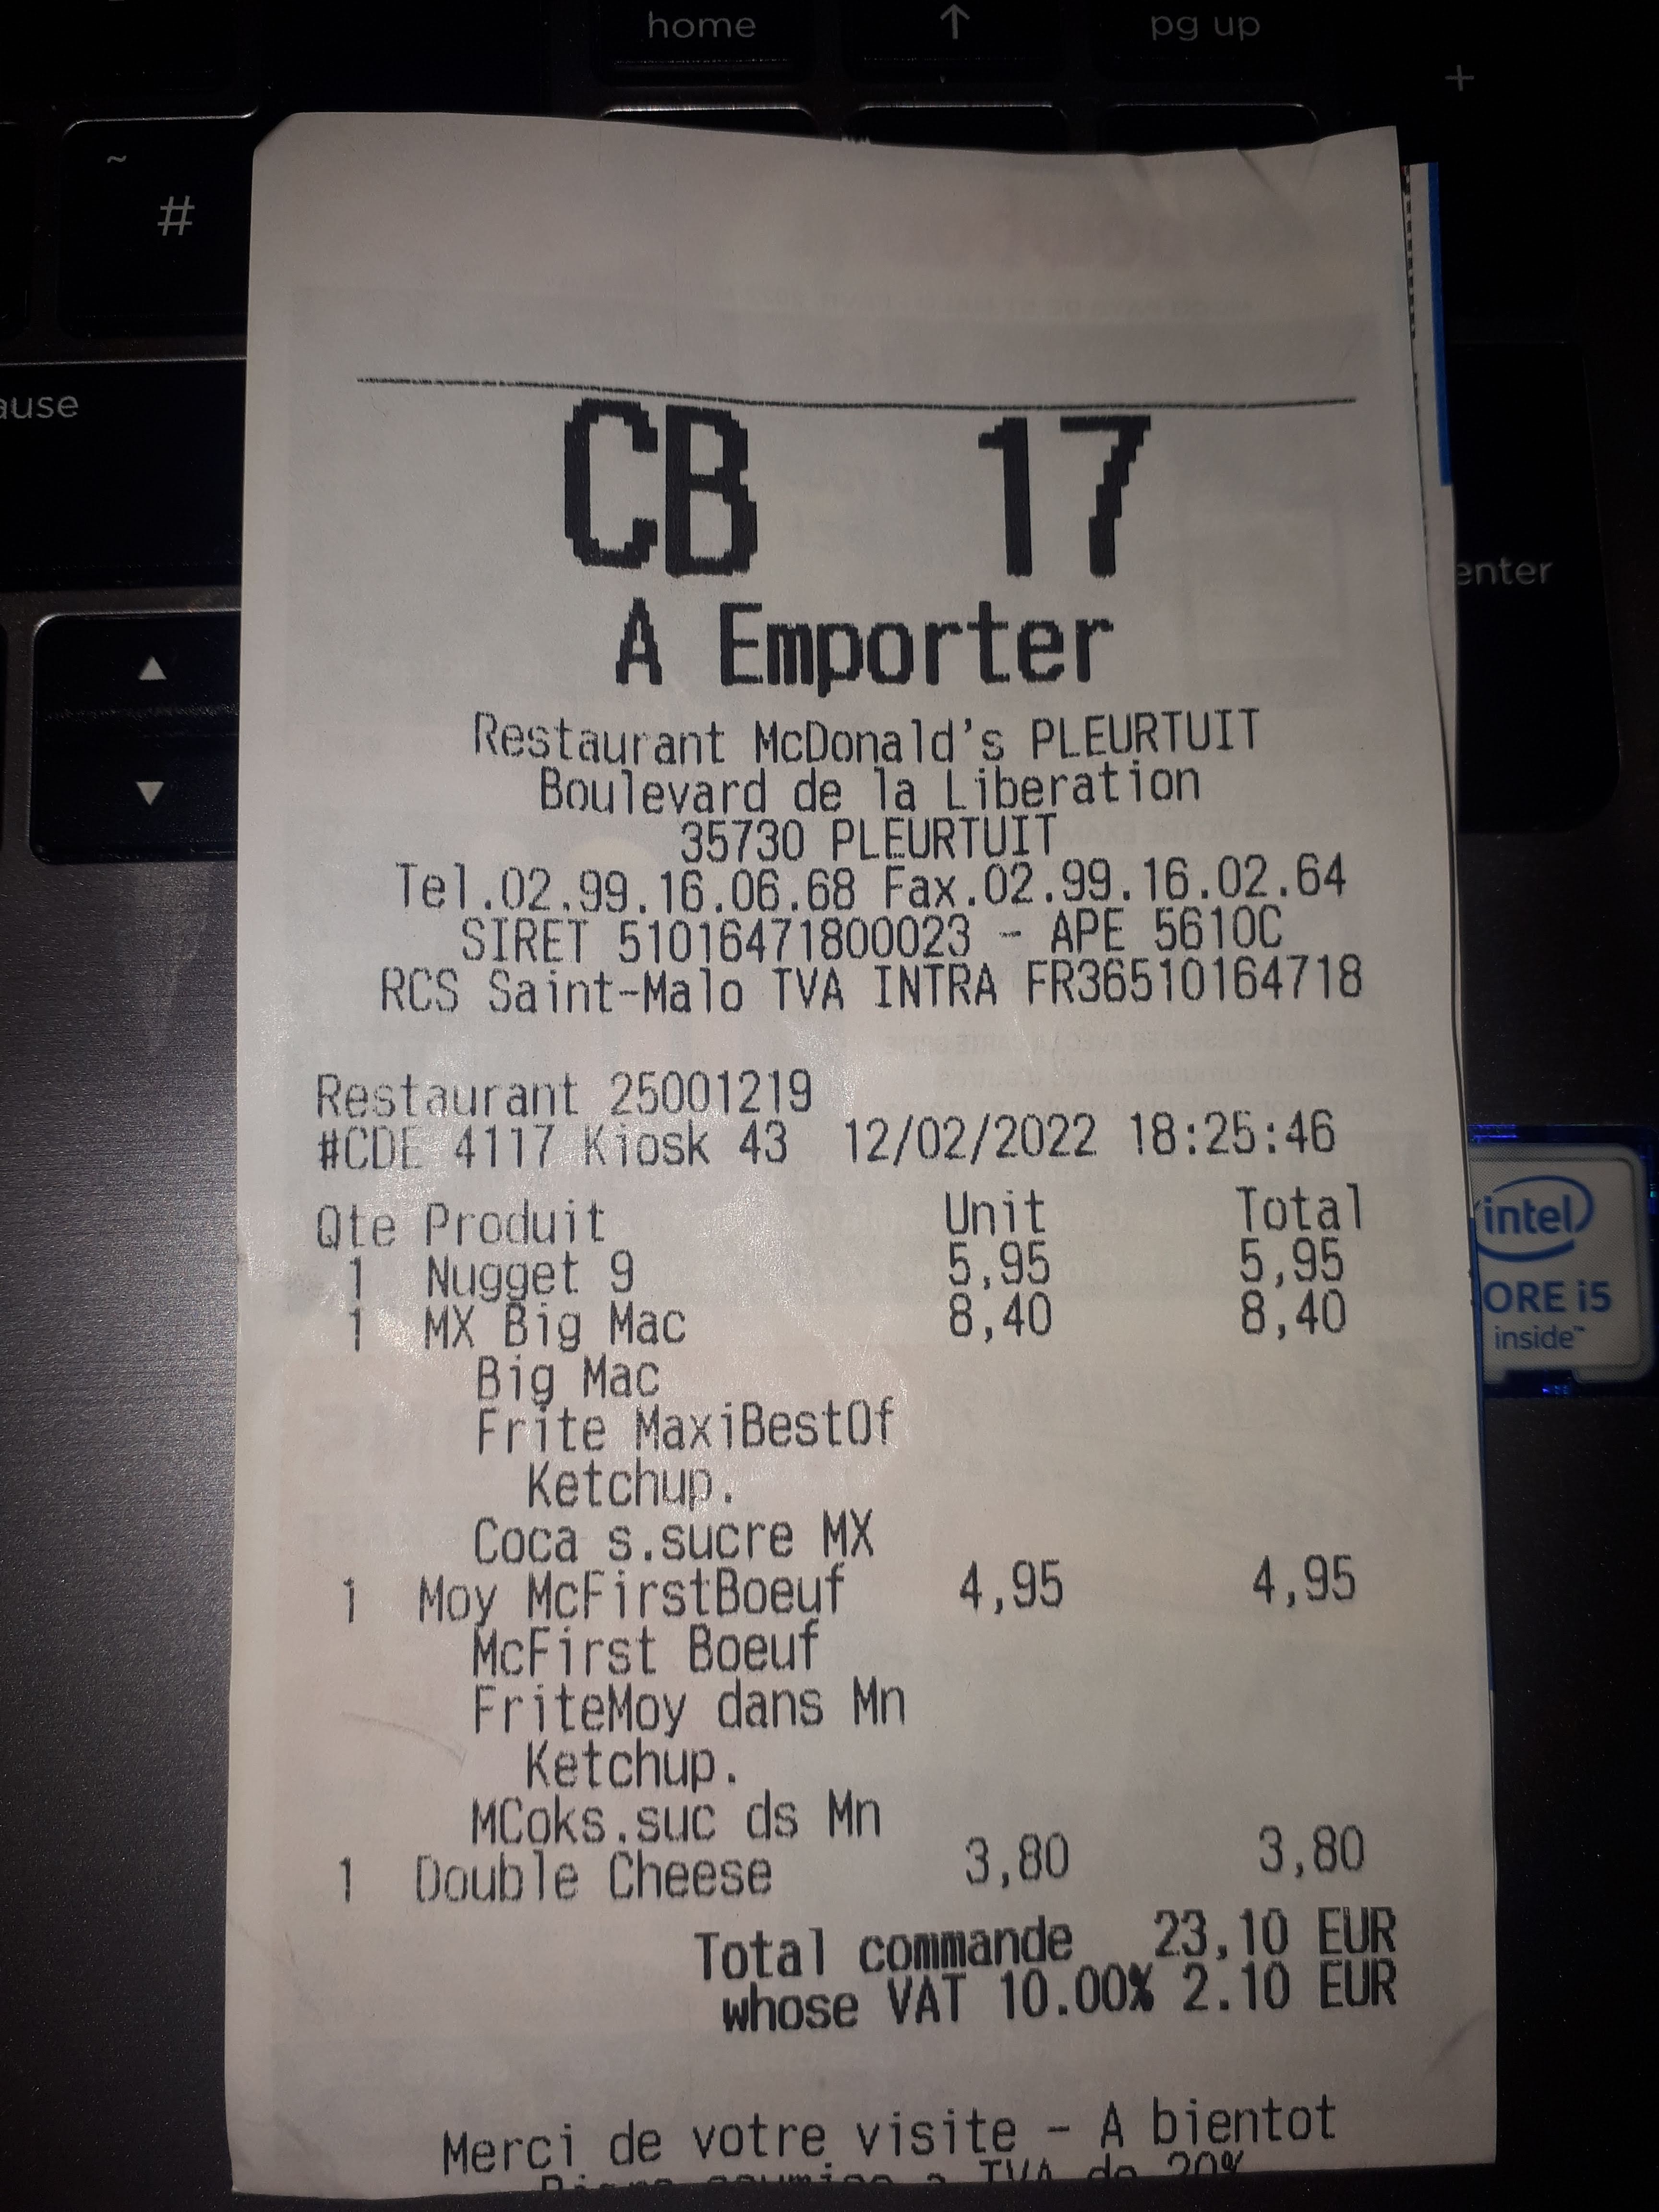 home ↑ pg up
+
~
#
ause
enter
CB 17
A Emporter
Restaurant McDonald's PLEURTUIT
Boulevard de la Liberation
35730 PLEURTUIT
Tel.02.99.16.06.68 Fax.02.99.16.02.64
SIRET 51016471800023 - APE 5610C
RCS Saint-Malo TVA INTRA FR36510164718
Restaurant 25001219
#CDE 4117 Kiosk 43 12/02/2022 18:25:46
Qte Produit Unit Total
1 Nugget 9 5,95 5,95
1 MX Big Mac 8,40 8,40
Big Mac
Frite MaxiBestOf
Ketchup.
Coca s.sucre MX
1 Moy McFirstBoeuf 4,95 4,95
McFirst Boeuf
FriteMoy dans Mn
Ketchup.
MCoks.suc ds Mn
1 Double Cheese 3,80 3,80
Total commande 23,10 EUR
whose VAT 10.00% 2.10 EUR
Merci de votre visite - A bientot
a TVA de 20%
intel
ORE i5
inside™